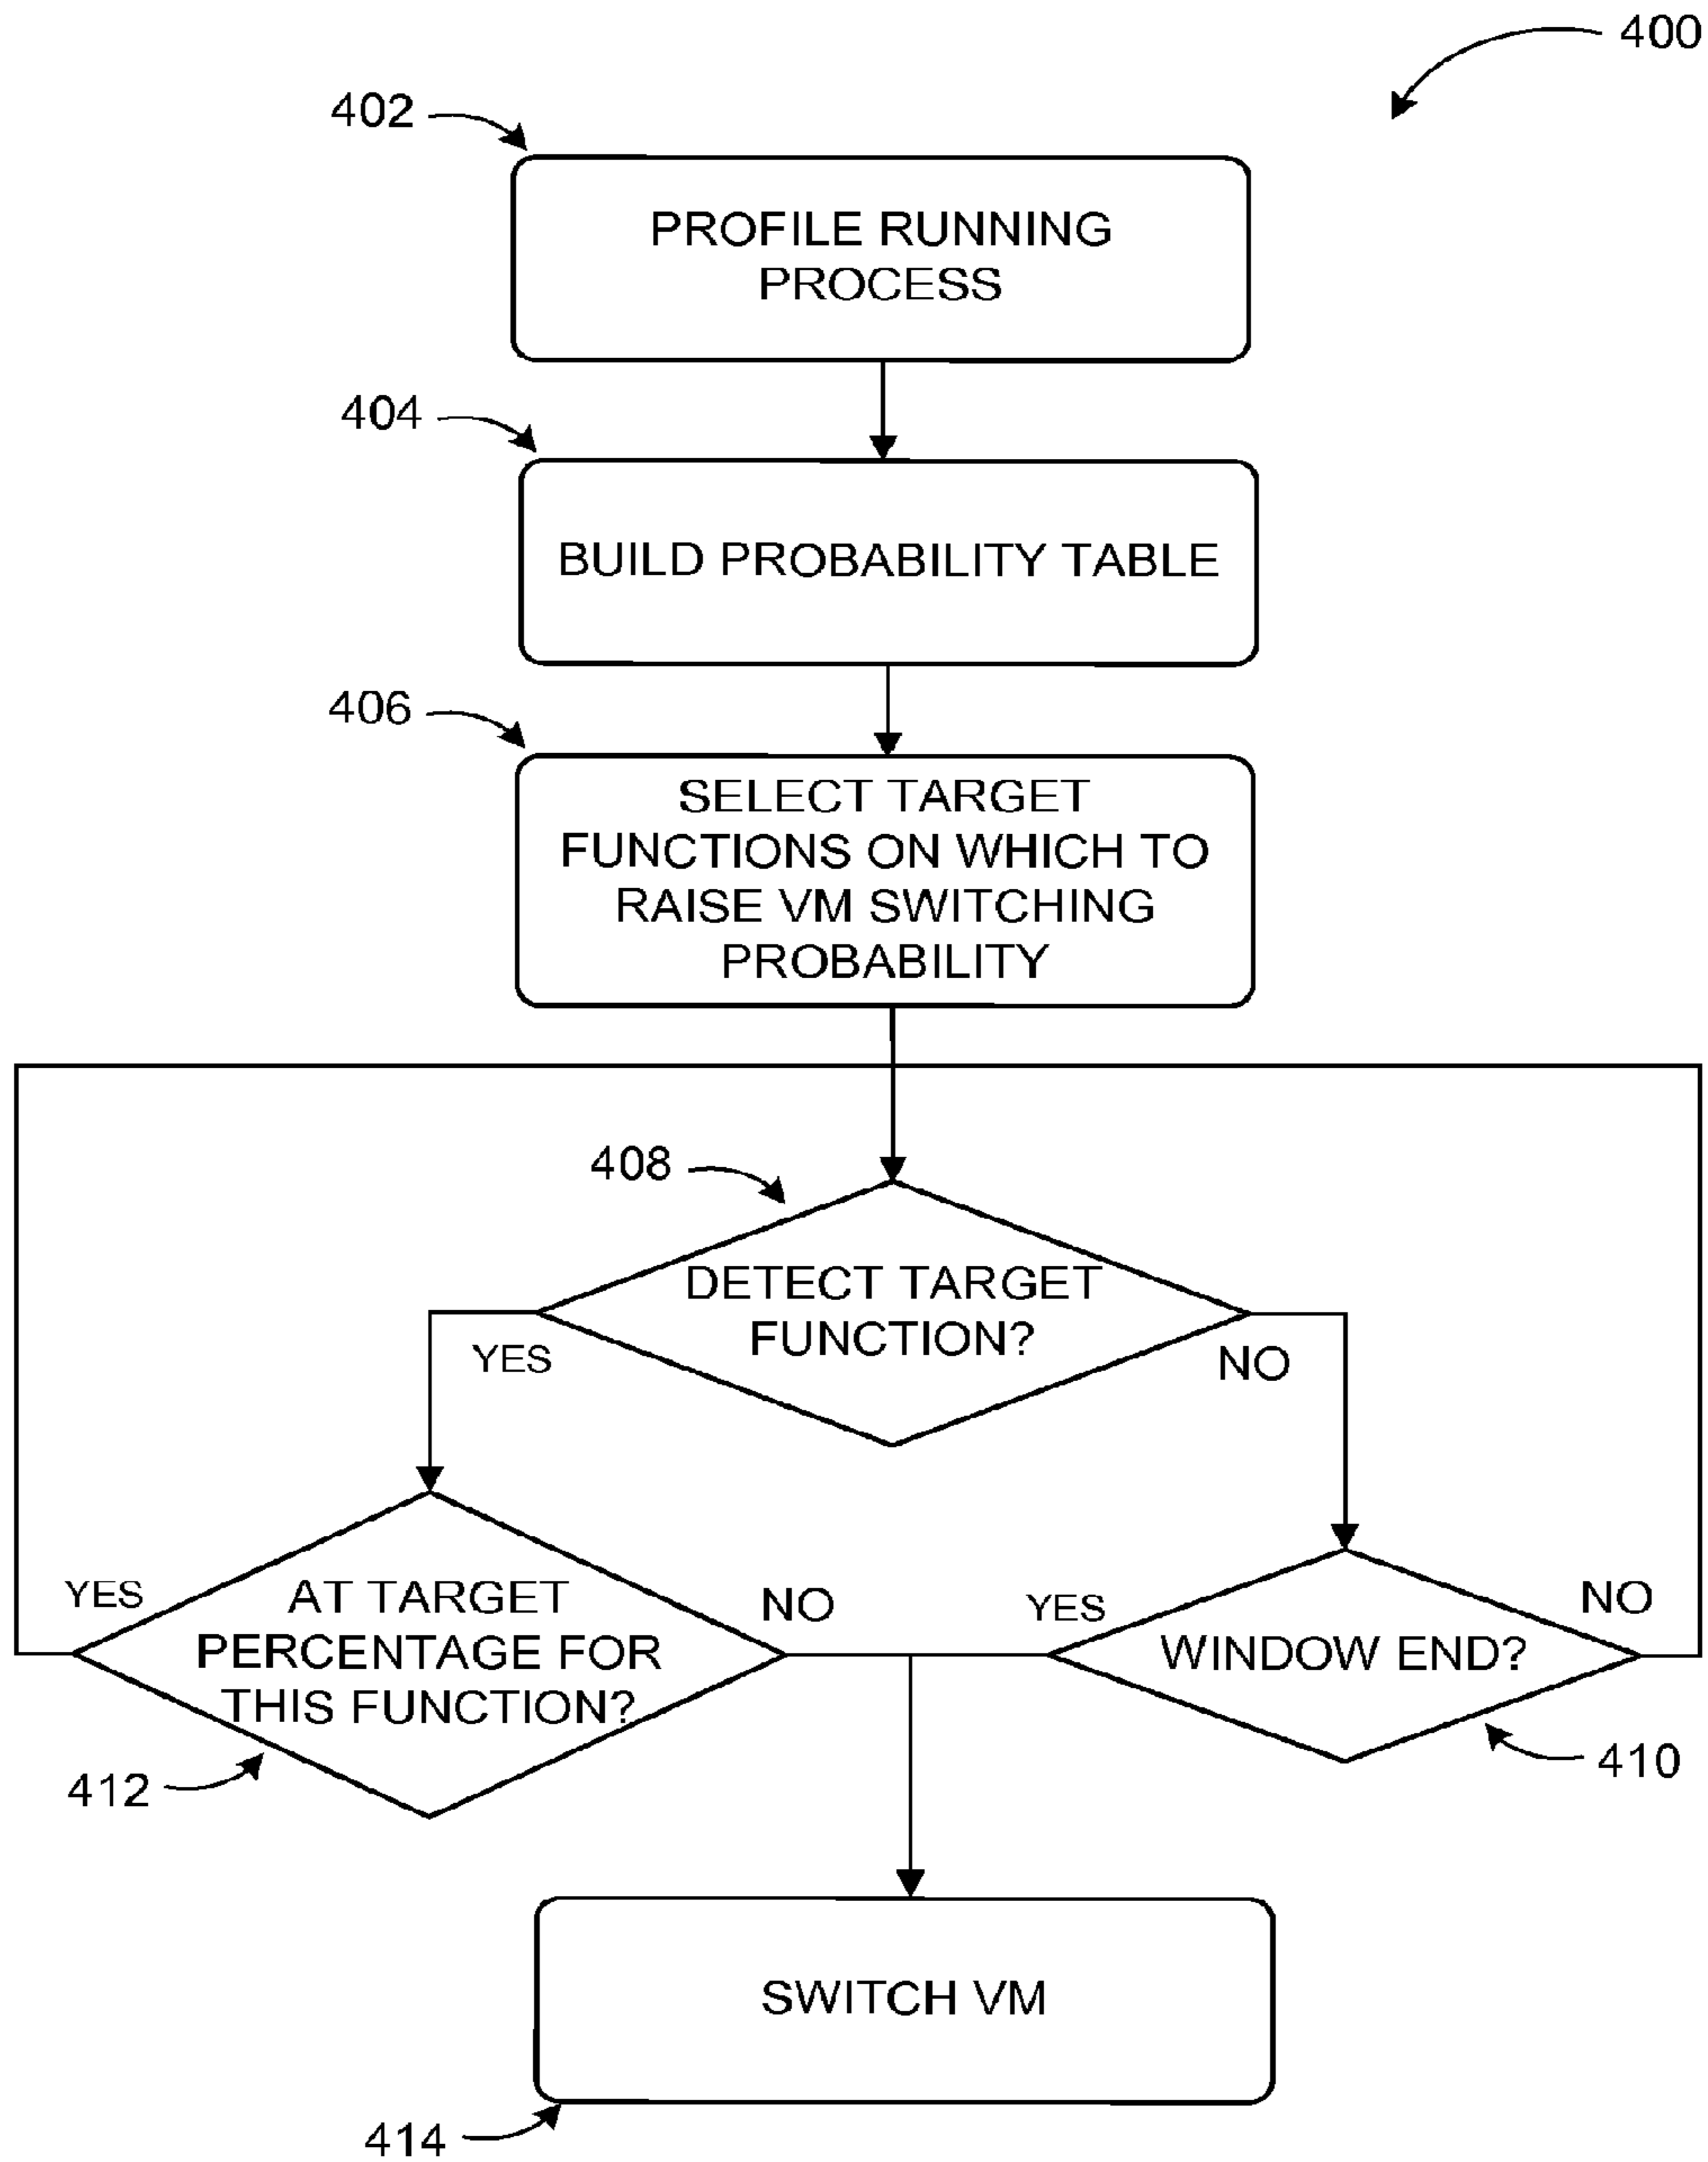 400
402
PROFILE RUNNING
PROCESS
404
BUILD PROBABILITY TABLE
406
SELECT TARGET
FUNCTIONS ON WHICH TO
RAISE VM SWITCHING
PROBABILITY
408
DETECT TARGET
FUNCTION?
YES
NO
YES
AT TARGET
PERCENTAGE FOR
THIS FUNCTION?
NO
YES
WINDOW END?
NO
412
410
SWITCH VM
414